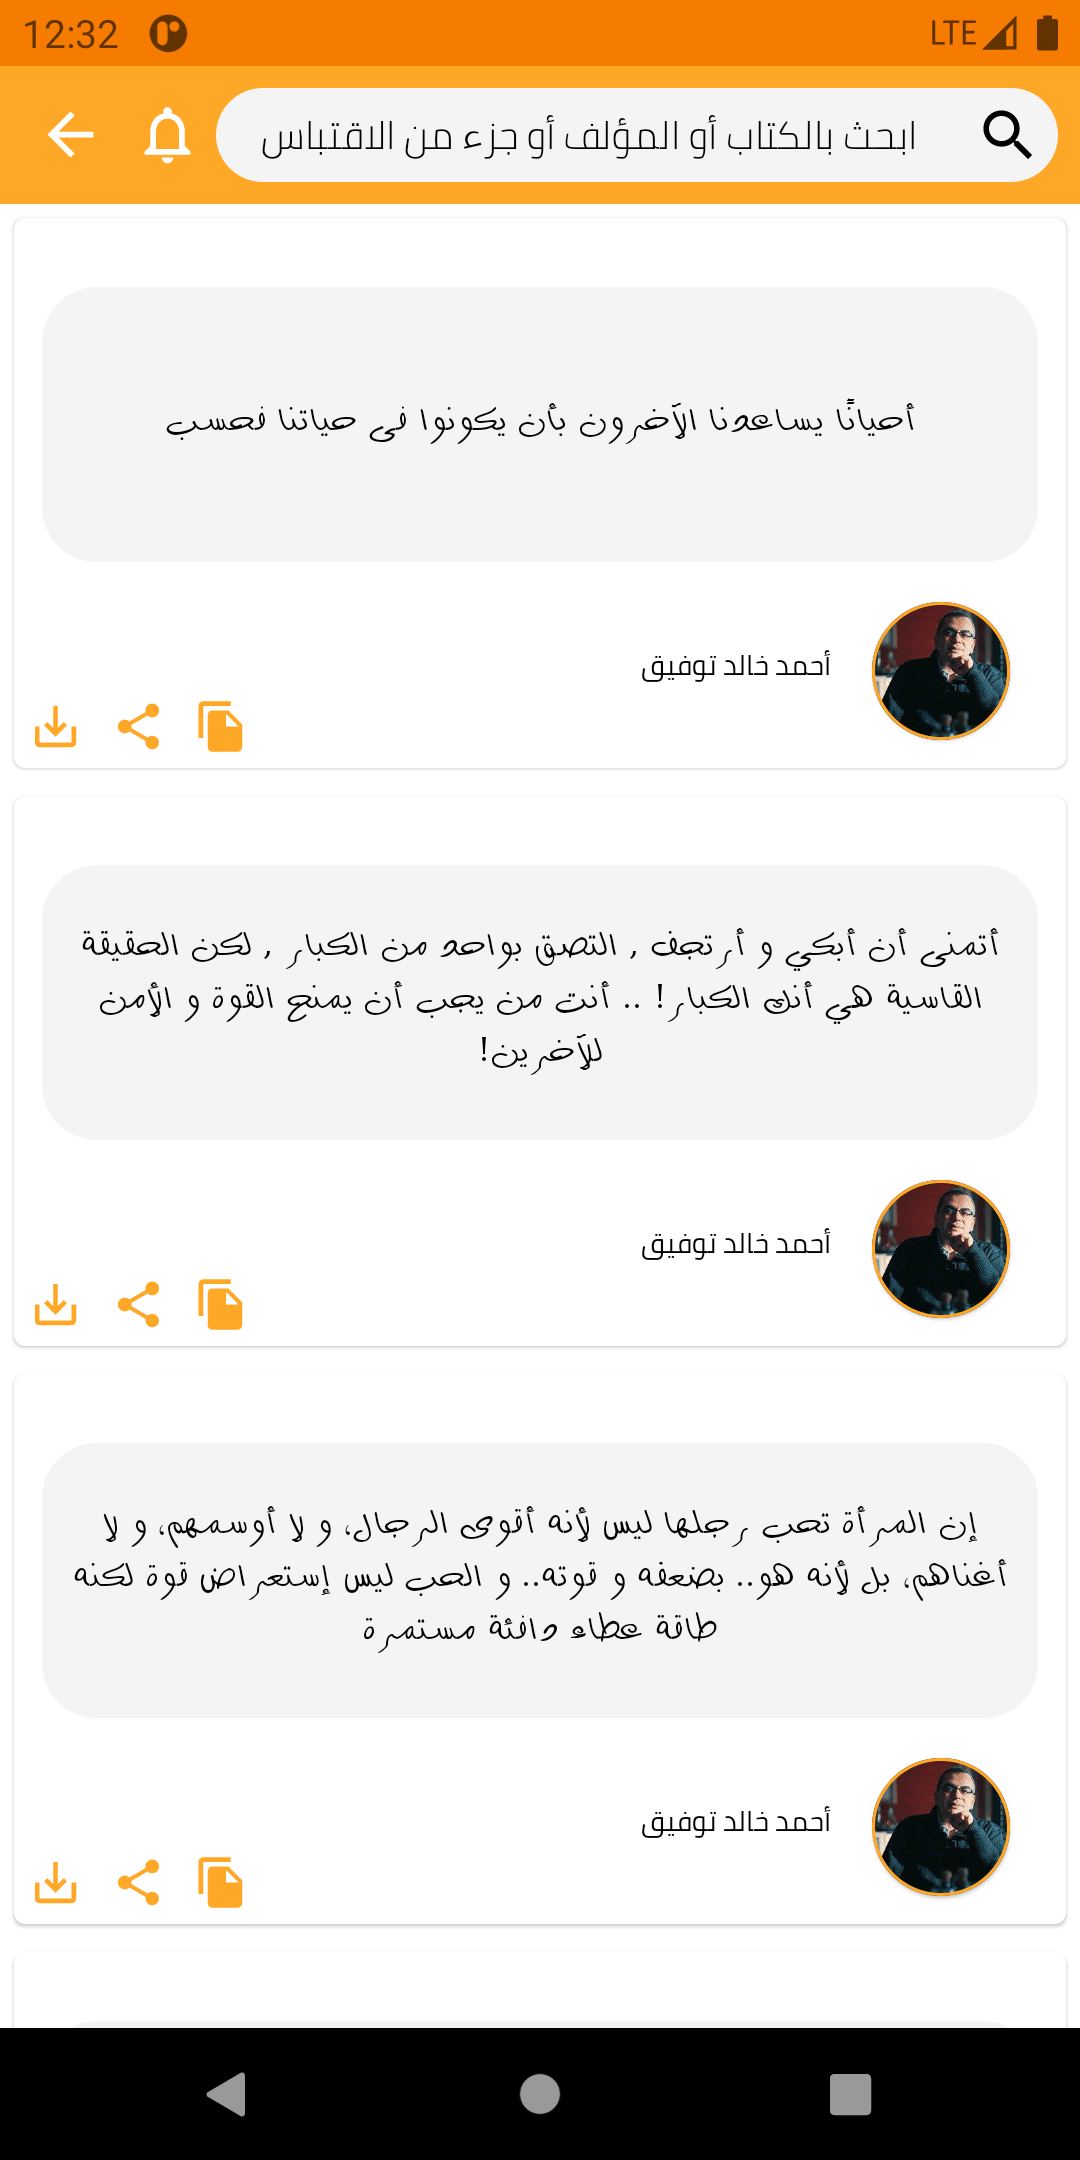 12:32
LTE
ابحث بالكتاب أو المؤلف أو جزء من الاقتباس
أحيانًا يساعدنا الآخرون بأن يكونوا فى حياتنا فحسب
أحمد خالد توفيق
أتمنى أن أبكي و أرتجف , التصق بواحد من الكبار , لكن الحقيقة
القاسية هي أنك الكبار! .. أنت من يجب أن يمنح القوة و الأمن
للآخرين!
أحمد خالد توفيق
إن المرأة تحب رجلها ليس لأنه أقوى الرجال، و لا أوسمهم، و لا
أغناهم، بل لأنه هو.. بضعفه و قوته.. و الحب ليس إستعراض قوة لكنه
طاقة عطاء دافئة مستمرة
أحمد خالد توفيق